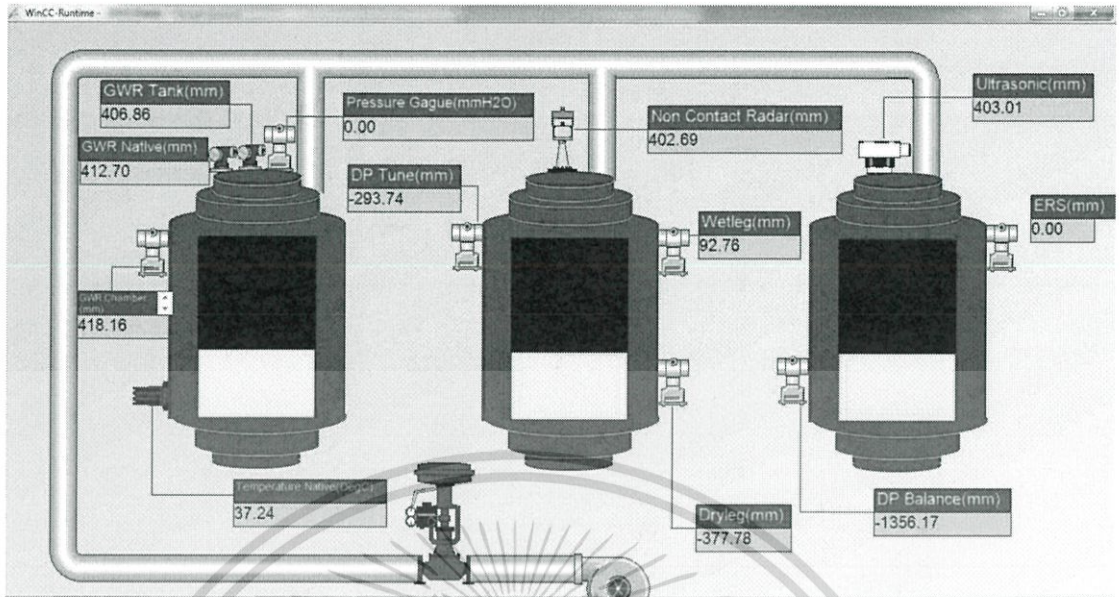 WinCC-Runtime -
GWR Tank(mm)
406.86
Pressure Gague(mmH2O)
0.00
Non Contact Radar(mm)
402.69
Ultrasonic(mm)
403.01
GWR Native(mm)
412.70
DP Tune(mm)
-293.74
Wetleg(mm)
92.76
ERS(mm)
0.00
GWR Chamber
(mm)
418.16
Temperature Native(DegC)
37.24
Dryleg(mm)
-377.78
DP Balance(mm)
-1356.17